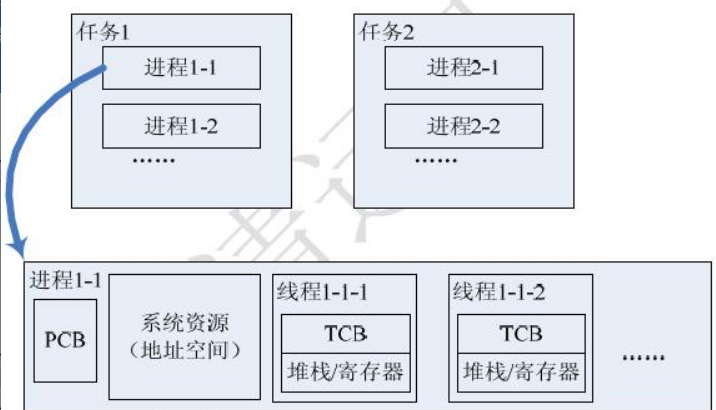 任务1
进程1-1
进程1-2
……
任务2
进程2-1
进程2-2
……
进程1-1
PCB
系统资源
（地址空间）
线程1-1-1
TCB
堆栈/寄存器
线程1-1-2
TCB
堆栈/寄存器
……